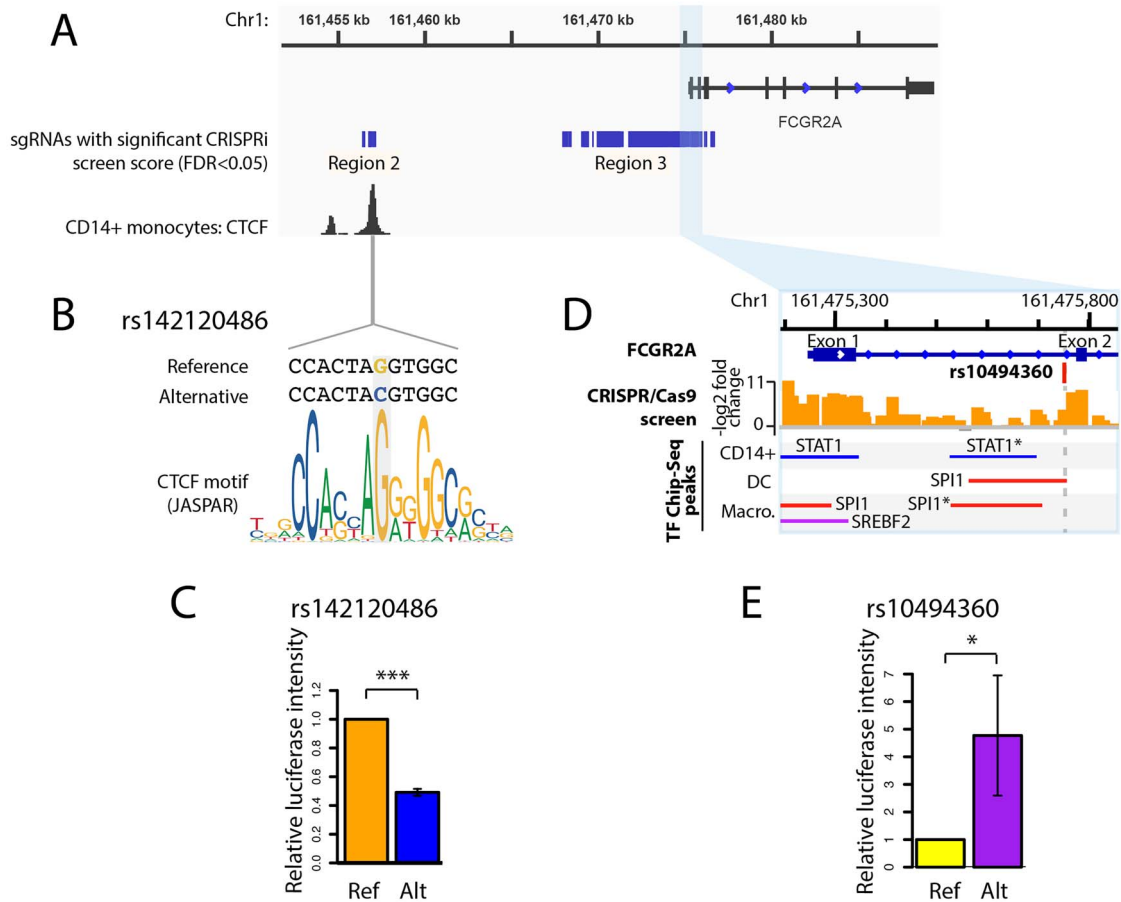 A
Chr1:
161,455 kb
161,460 kb
161,470 kb
161,480 kb
FCGR2A
sgRNAs with significant CRISPRi
screen score (FDR<0.05)
Region 2
Region 3
CD14+ monocytes: CTCF
B
rs142120486
Reference
CCACTAGGTGGC
Alternative
CCACTACGTGGC
CTCF motif
(JASPAR)
D
Chr1
161,475,300
161,475,800
FCGR2A
Exon 1
Exon 2
rs10494360
CRISPR/Cas9
screen
-log2 fold
change
11
0
TF Chip-Seq
peaks
CD14+
STAT1
STAT1*
DC
SPI1
Macro.
SPI1
SPI1*
SREBF2
C
rs142120486
Relative luciferase intensity
1.2
1.0
0.8
0.6
0.4
0.2
0.0
***
Ref
Alt
E
rs10494360
Relative luciferase intensity
7
6
5
4
3
2
1
0
*
Ref
Alt